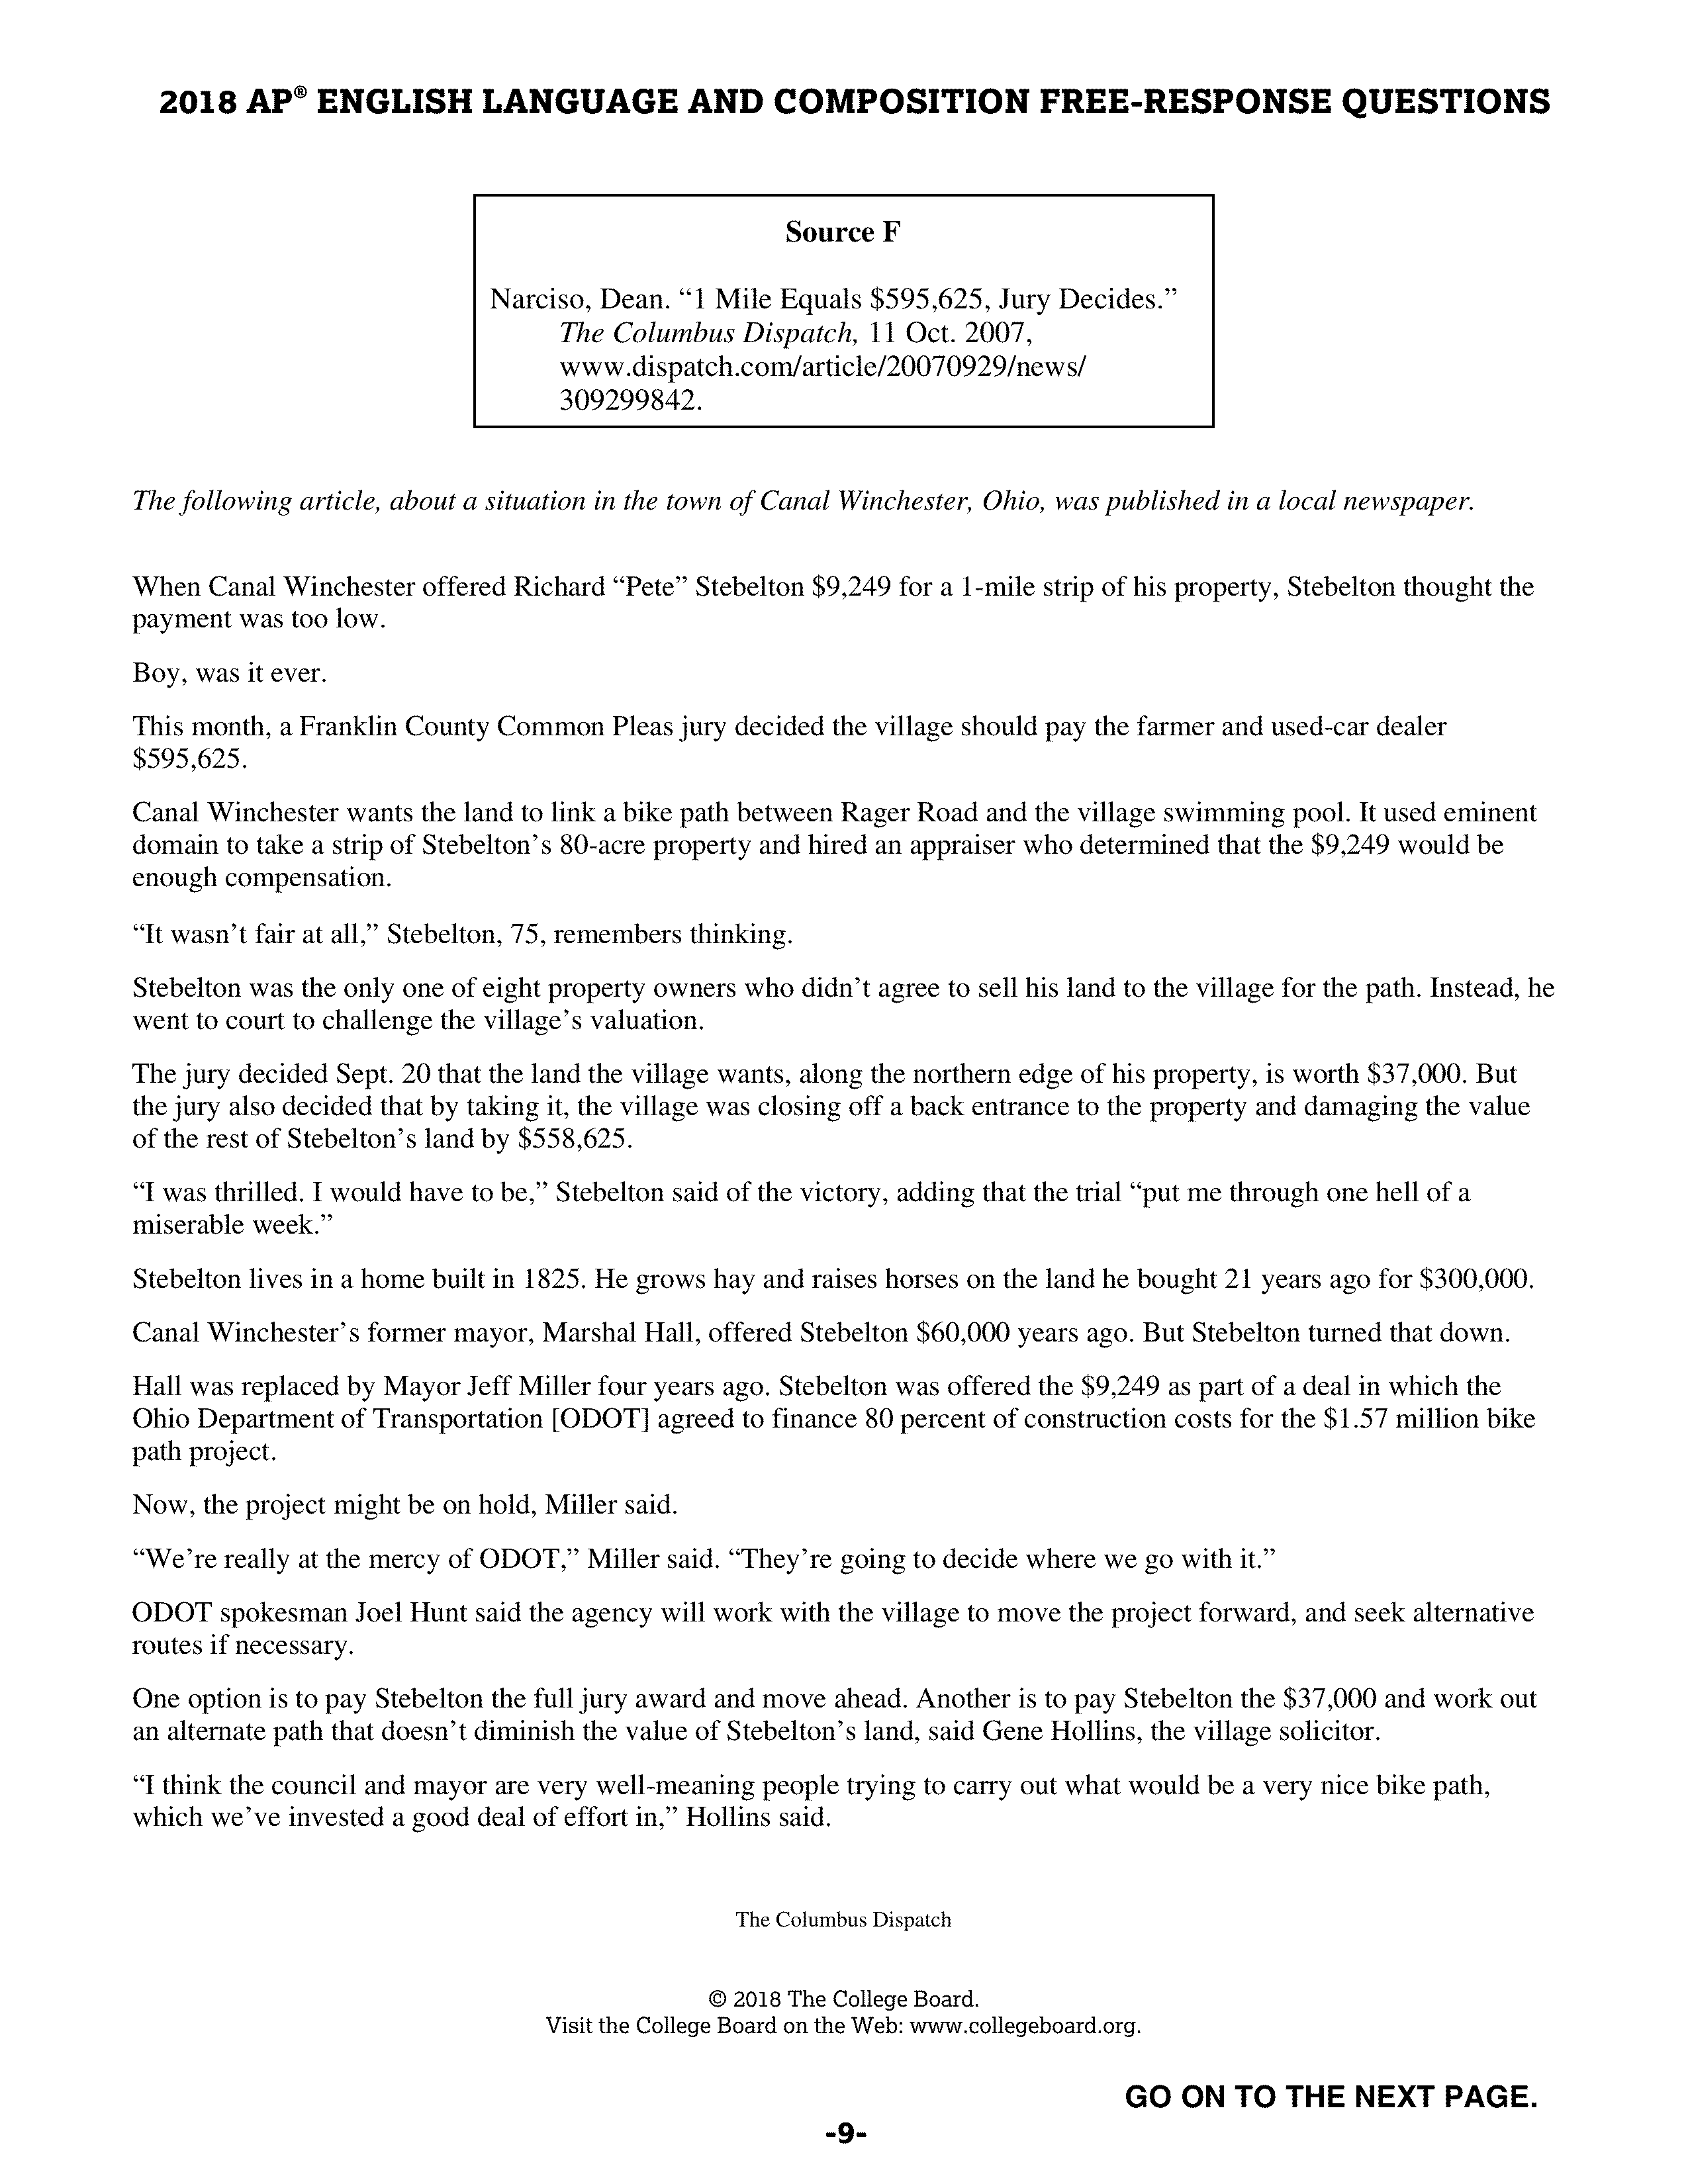 2018 AP® ENGLISH LANGUAGE AND COMPOSITION FREE-RESPONSE QUESTIONS
Source F
Narciso, Dean. “1 Mile Equals $595,625, Jury Decides.”
The Columbus Dispatch, 11 Oct. 2007,
www.dispatch.com/article/20070929/news/
309299842.
The following article, about a situation in the town of Canal Winchester, Ohio, was published in a local newspaper.
When Canal Winchester offered Richard “Pete” Stebelton $9,249 for a 1-mile strip of his property, Stebelton thought the
payment was too low.
Boy, was it ever.
This month, a Franklin County Common Pleas jury decided the village should pay the farmer and used-car dealer
$595,625.
Canal Winchester wants the land to link a bike path between Rager Road and the village swimming pool. It used eminent
domain to take a strip of Stebelton’s 80-acre property and hired an appraiser who determined that the $9,249 would be
enough compensation.
“It wasn’t fair at all,” Stebelton, 75, remembers thinking.
Stebelton was the only one of eight property owners who didn’t agree to sell his land to the village for the path. Instead, he
went to court to challenge the village’s valuation.
The jury decided Sept. 20 that the land the village wants, along the northern edge of his property, is worth $37,000. But
the jury also decided that by taking it, the village was closing off a back entrance to the property and damaging the value
of the rest of Stebelton’s land by $558,625.
“I was thrilled. I would have to be,” Stebelton said of the victory, adding that the trial “put me through one hell of a
miserable week.”
Stebelton lives in a home built in 1825. He grows hay and raises horses on the land he bought 21 years ago for $300,000.
Canal Winchester’s former mayor, Marshal Hall, offered Stebelton $60,000 years ago. But Stebelton turned that down.
Hall was replaced by Mayor Jeff Miller four years ago. Stebelton was offered the $9,249 as part of a deal in which the
Ohio Department of Transportation [ODOT] agreed to finance 80 percent of construction costs for the $1.57 million bike
path project.
Now, the project might be on hold, Miller said.
“We’re really at the mercy of ODOT,” Miller said. “They’re going to decide where we go with it.”
ODOT spokesman Joel Hunt said the agency will work with the village to move the project forward, and seek alternative
routes if necessary.
One option is to pay Stebelton the full jury award and move ahead. Another is to pay Stebelton the $37,000 and work out
an alternate path that doesn’t diminish the value of Stebelton’s land, said Gene Hollins, the village solicitor.
“I think the council and mayor are very well-meaning people trying to carry out what would be a very nice bike path,
which we’ve invested a good deal of effort in,” Hollins said.
The Columbus Dispatch
© 2018 The College Board.
Visit the College Board on the Web: www.collegeboard.org.
GO ON TO THE NEXT PAGE.
-9-